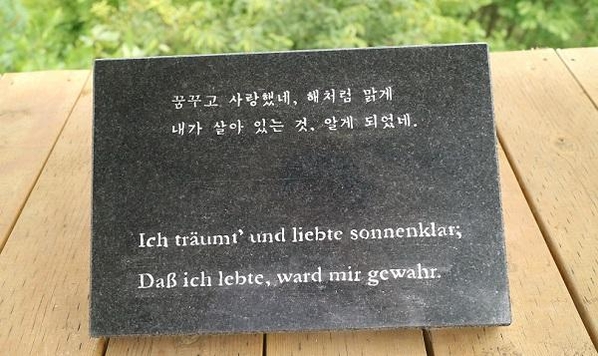 꿈꾸고 사랑했네, 해처럼 맑게
내가 살아 있는 것, 알게 되었네.
Ich träumt' und liebte sonnenklar;
Daß ich lebte, ward mir gewahr.